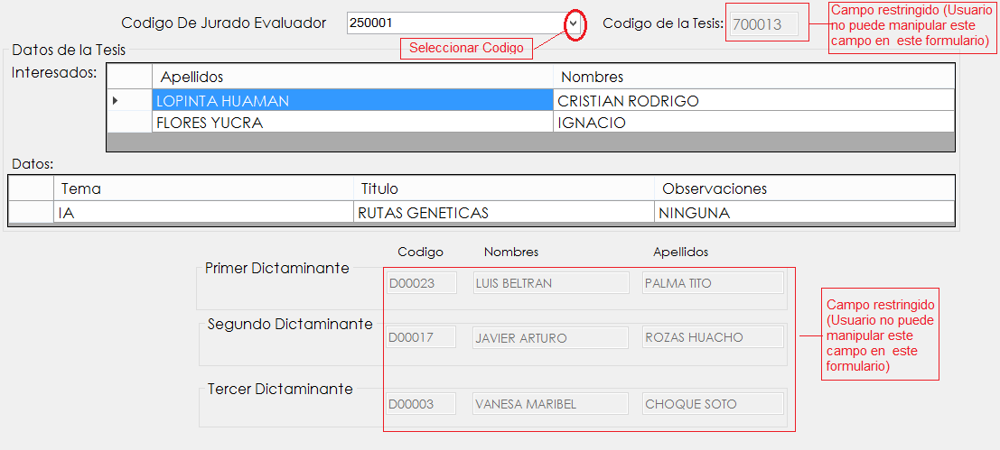 Codigo De Jurado Evaluador 250001 Codigo de la Tesis: 700013
Campo restringido (Usuario
no puede manipular este
campo en este formulario)
Seleccionar Codigo
Datos de la Tesis
Interesados:
Apellidos Nombres
LOPINTA HUAMAN CRISTIAN RODRIGO
FLORES YUCRA IGNACIO
Datos:
Tema Titulo Observaciones
IA RUTAS GENETICAS NINGUNA
Codigo Nombres Apellidos
Primer Dictaminante
D00023 LUIS BELTRAN PALMA TITO
Segundo Dictaminante
D00017 JAVIER ARTURO ROZAS HUACHO
Tercer Dictaminante
D00003 VANESA MARIBEL CHOQUE SOTO
Campo restringido
(Usuario no puede
manipular este
campo en este
formulario)